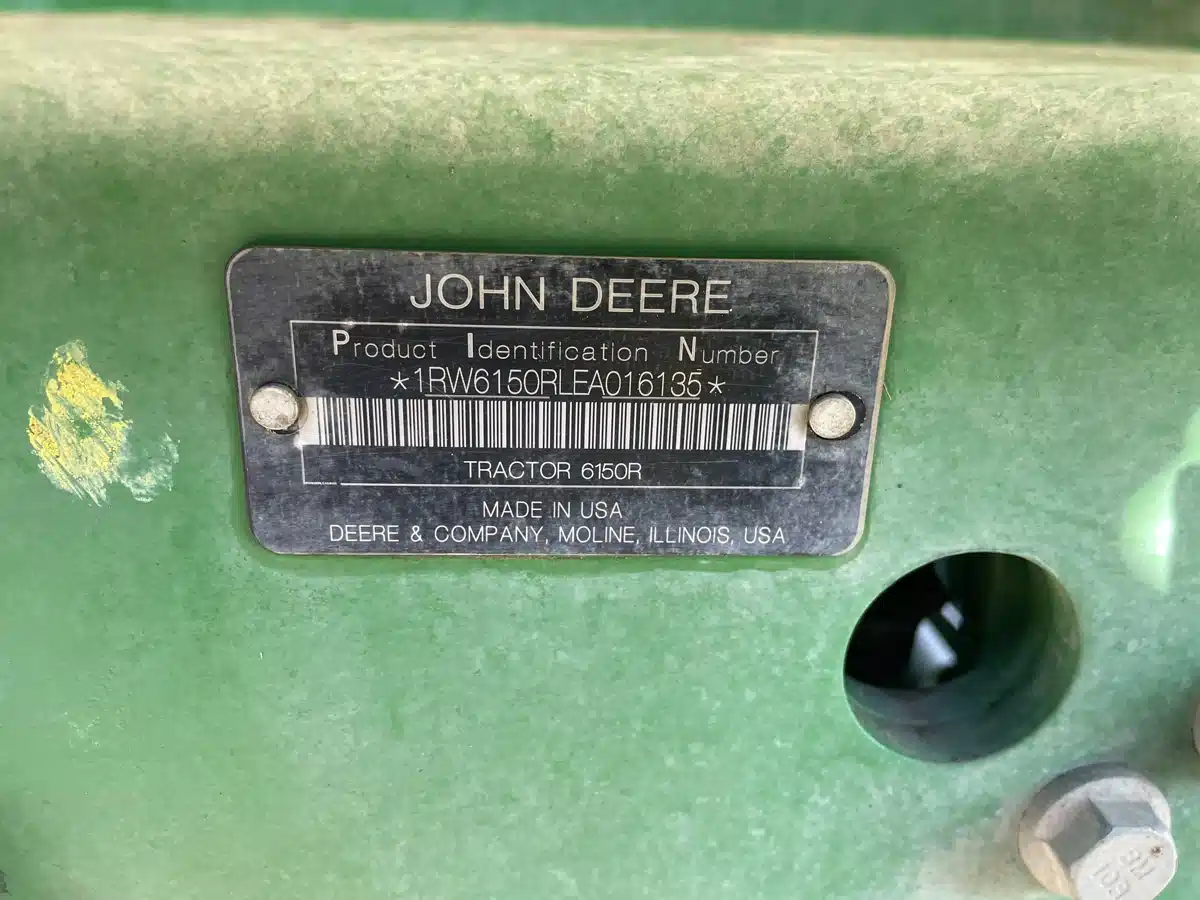 JOHN DEERE
Product Identification Number
*1RW6150RLEA016135*
TRACTOR 6150R
MADE IN USA
DEERE & COMPANY, MOLINE, ILLINOIS, USA